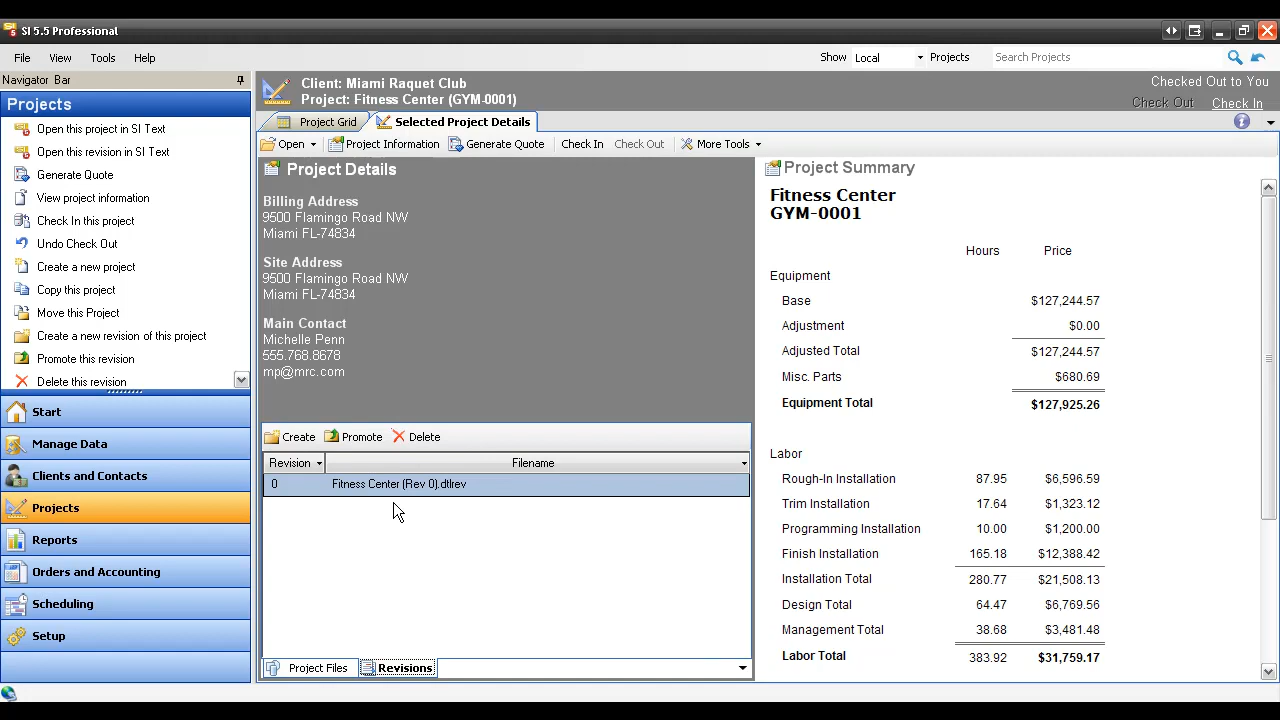 SI 5.5 Professional
File View Tools Help
Show Local Projects Search Projects
Navigator Bar
Projects
Open this project in SI Text
Open this revision in SI Text
Generate Quote
View project information
Check In this project
Undo Check Out
Create a new project
Copy this project
Move this Project
Create a new revision of this project
Promote this revision
Delete this revision
Start
Manage Data
Clients and Contacts
Projects
Reports
Orders and Accounting
Scheduling
Setup
Client: Miami Raquet Club
Project: Fitness Center (GYM-0001)
Checked Out to You
Check Out Check In
Project Grid Selected Project Details
Open Project Information Generate Quote Check In Check Out More Tools
Project Details
Billing Address
9500 Flamingo Road NW
Miami FL-74834
Site Address
9500 Flamingo Road NW
Miami FL-74834
Main Contact
Michelle Penn
555.768.8678
mp@mrc.com
Create Promote Delete
Revision Filename
0 Fitness Center (Rev 0).dtlrev
Project Files Revisions
Project Summary
Fitness Center
GYM-0001
Hours Price
Equipment
Base $127,244.57
Adjustment $0.00
Adjusted Total $127,244.57
Misc. Parts $680.69
Equipment Total $127,925.26
Labor
Rough-In Installation 87.95 $6,596.59
Trim Installation 17.64 $1,323.12
Programming Installation 10.00 $1,200.00
Finish Installation 165.18 $12,388.42
Installation Total 280.77 $21,508.13
Design Total 64.47 $6,769.56
Management Total 38.68 $3,481.48
Labor Total 383.92 $31,759.17